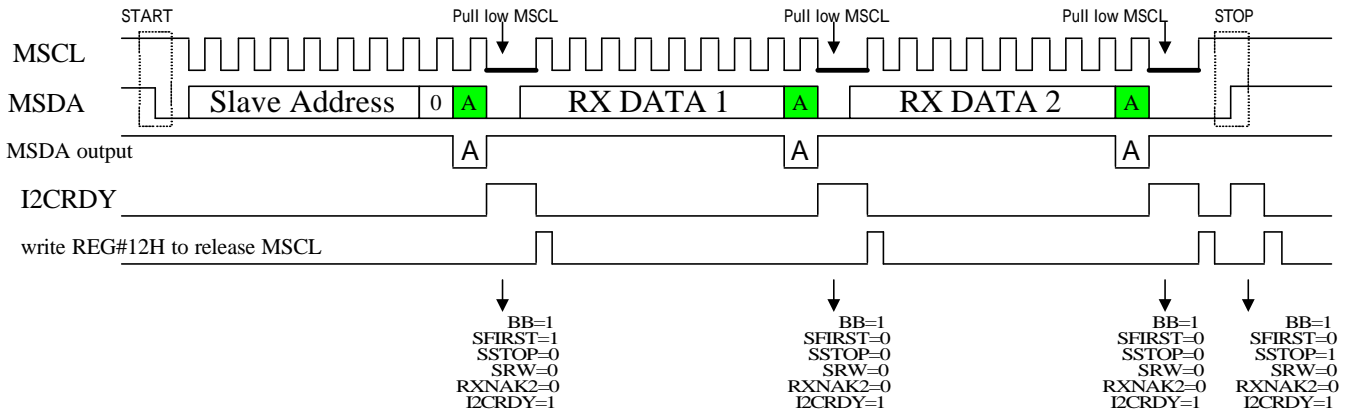 START Pull low MSCL Pull low MSCL Pull low MSCL STOP
MSCL
MSDA Slave Address 0 A RX DATA 1 A RX DATA 2 A
MSDA output A A A
I2CRDY
write REG#12H to release MSCL
BB=1 BB=1 BB=1 BB=1
SFIRST=1 SFIRST=0 SFIRST=0 SFIRST=0
SSTOP=0 SSTOP=0 SSTOP=0 SSTOP=1
SRW=0 SRW=0 SRW=0 SRW=0
RXNAK2=0 RXNAK2=0 RXNAK2=0 RXNAK2=0
I2CRDY=1 I2CRDY=1 I2CRDY=1 I2CRDY=1